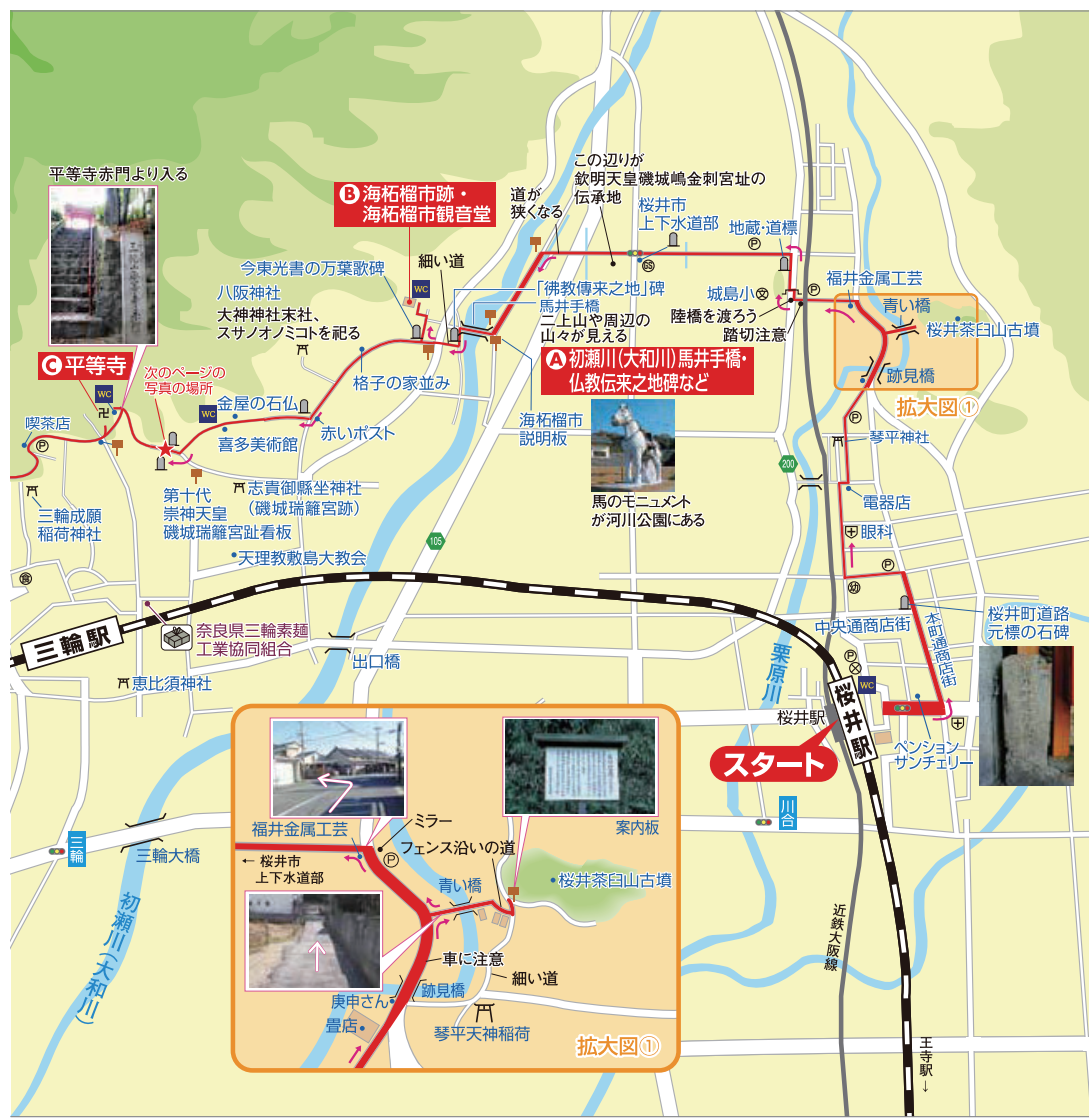 平等寺赤門より入る
B 海柘榴市跡・
海柘榴市観音堂
道が
狭くなる
この辺りが
欽明天皇磯城嶋金刺宮址の
伝承地
桜井市
上下水道部
地蔵・道標
P
GS
今東光書の万葉歌碑
WC
細い道
「佛教傳来之地」碑
馬井手橋
二上山や周辺の
山々が見える
城島小
文
P
陸橋を渡ろう
踏切注意
福井金属工芸
青い橋
桜井茶臼山古墳
跡見橋
拡大図①
八阪神社
大神神社末社、
スサノオノミコトを祀る
C 平等寺
次のページの
写真の場所
WC
WC
格子の家並み
A 初瀬川(大和川)馬井手橋・
仏教伝来之地碑など
海柘榴市
説明板
馬のモニュメント
が河川公園にある
喫茶店
P
金屋の石仏
喜多美術館
赤いポスト
P
琴平神社
200
電器店
眼科
P
幼
三輪成願
稲荷神社
第十代
崇神天皇
磯城瑞籬宮趾看板
志貴御縣坐神社
(磯城瑞籬宮跡)
天理教敷島大教会
105
食
三輪駅
奈良県三輪素麺
工業協同組合
出口橋
恵比須神社
中央通商店街
本町通商店街
桜井町道路
元標の石碑
栗原川
P
WC
桜井駅
桜井駅
スタート
ペンション
サンチェリー
三輪
三輪大橋
初瀬川(大和川)
川合
近鉄大阪線
王寺駅→
福井金属工芸
ミラー
P
フェンス沿いの道
案内板
← 桜井市
上下水道部
青い橋
桜井茶臼山古墳
車に注意
細い道
庚申さん
跡見橋
畳店
琴平天神稲荷
拡大図①